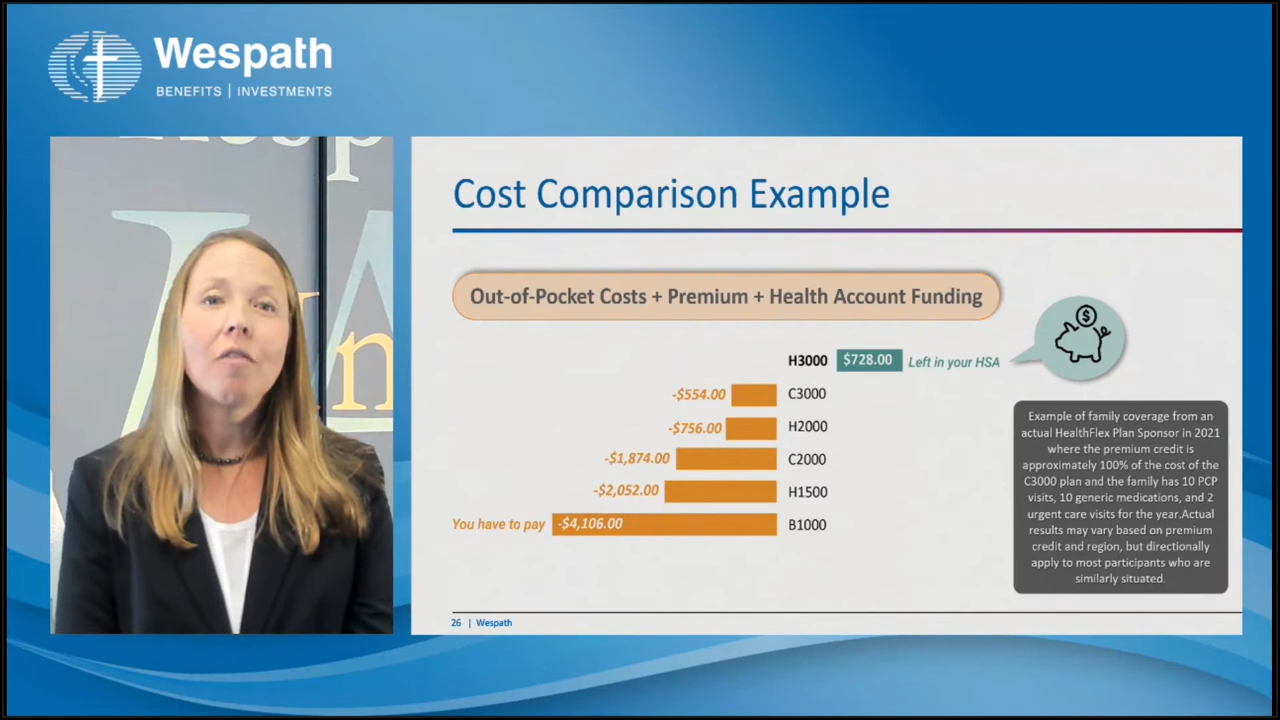 Wespath
BENEFITS | INVESTMENTS
Cost Comparison Example
Out-of-Pocket Costs + Premium + Health Account Funding
H3000 $728.00 Left in your HSA
-$554.00 C3000
-$756.00 H2000
-$1,874.00 C2000
-$2,052.00 H1500
You have to pay -$4,106.00 B1000
$
Example of family coverage from an
actual HealthFlex Plan Sponsor in 2021
where the premium credit is
approximately 100% of the cost of the
C3000 plan and the family has 10 PCP
visits, 10 generic medications, and 2
urgent care visits for the year.Actual
results may vary based on premium
credit and region, but directionally
apply to most participants who are
similarly situated.
26 | Wespath